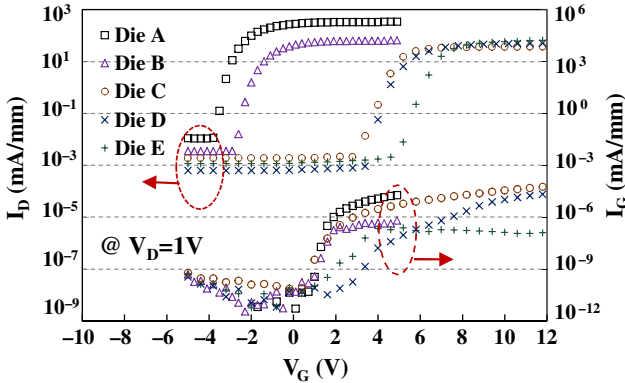 10³
10¹
10⁻¹
10⁻³
10⁻⁵
10⁻⁷
10⁻⁹
I_D (mA/mm)
Die A
Die B
Die C
Die D
Die E
@ V_D=1V
10⁶
10³
10⁰
10⁻³
10⁻⁶
10⁻⁹
10⁻¹²
I_G (mA/mm)
−10 −8 −6 −4 −2 0 2 4 6 8 10 12
V_G (V)